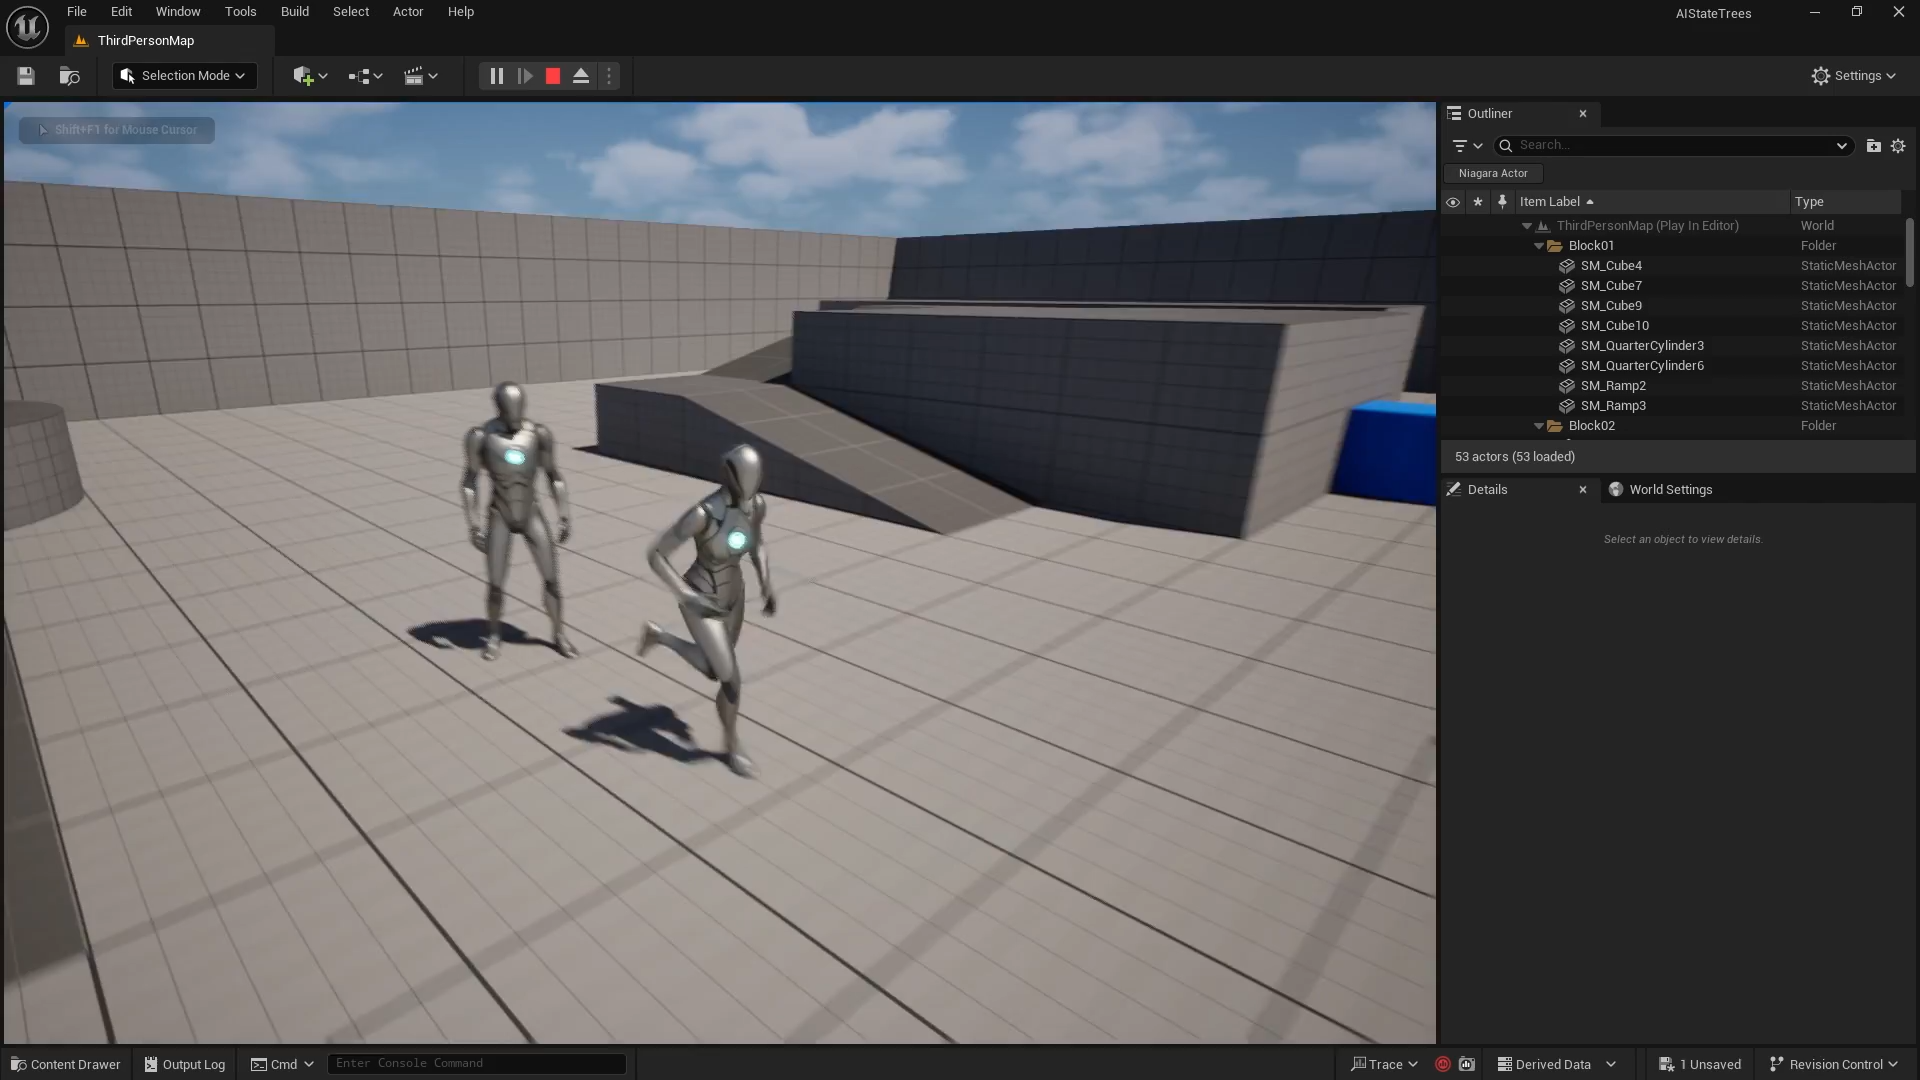 File Edit Window Tools Build Select Actor Help
AIStateTrees
ThirdPersonMap
Selection Mode
Settings
Shift+F1 for Mouse Cursor
Outliner
Search...
Niagara Actor
Item Label Type
ThirdPersonMap (Play In Editor) World
Block01 Folder
SM_Cube4 StaticMeshActor
SM_Cube7 StaticMeshActor
SM_Cube9 StaticMeshActor
SM_Cube10 StaticMeshActor
SM_QuarterCylinder3 StaticMeshActor
SM_QuarterCylinder6 StaticMeshActor
SM_Ramp2 StaticMeshActor
SM_Ramp3 StaticMeshActor
Block02 Folder
53 actors (53 loaded)
Details World Settings
Select an object to view details.
Content Drawer Output Log Cmd Enter Console Command Trace Derived Data 1 Unsaved Revision Control